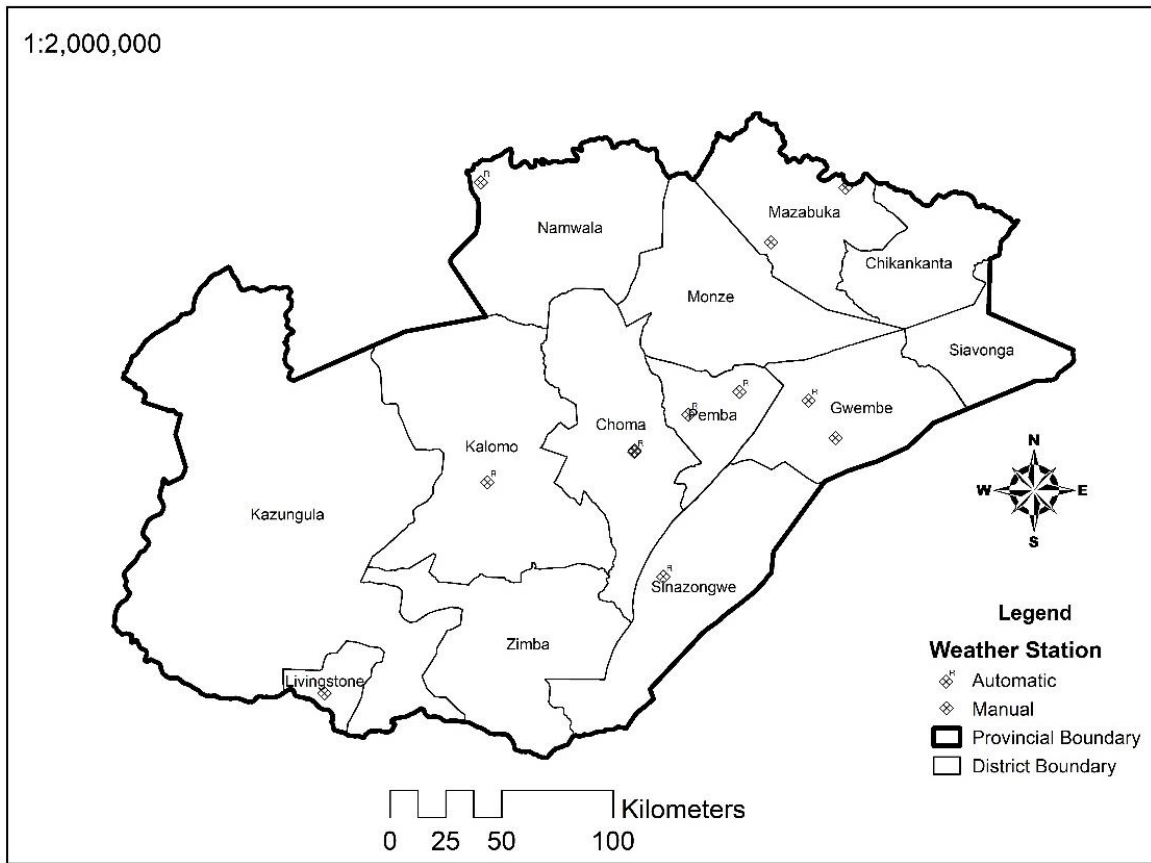 1:2,000,000
Namwala
Mazabuka
Chikankanta
Monze
Siavonga
Pemba
Gwembe
Choma
Kalomo
Kazungula
Sinazongwe
Zimba
Livingstone
N
W E
S
Legend
Weather Station
Automatic
Manual
Provincial Boundary
District Boundary
Kilometers
0 25 50 100